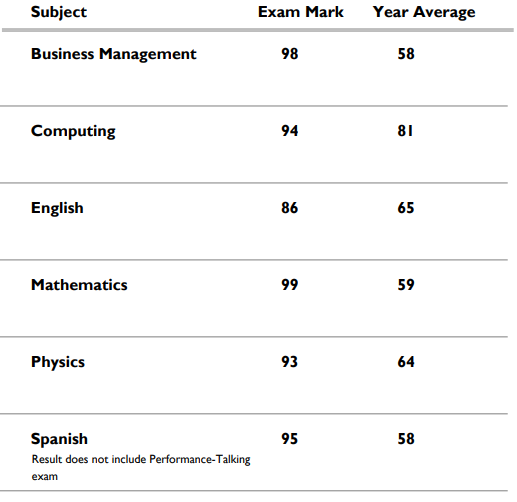 Subject Exam Mark Year Average
Business Management 98 58
Computing 94 81
English 86 65
Mathematics 99 59
Physics 93 64
Spanish 95 58
Result does not include Performance-Talking
exam